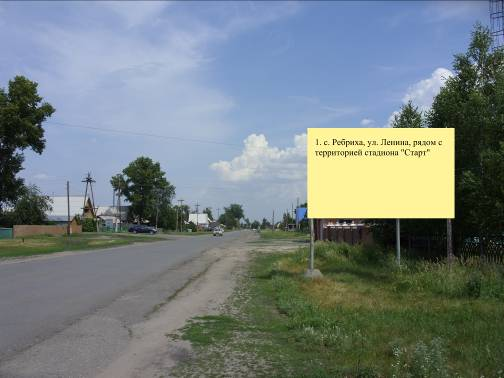 1. с. Ребриха, ул. Ленина, рядом с
территорией стадиона "Старт"